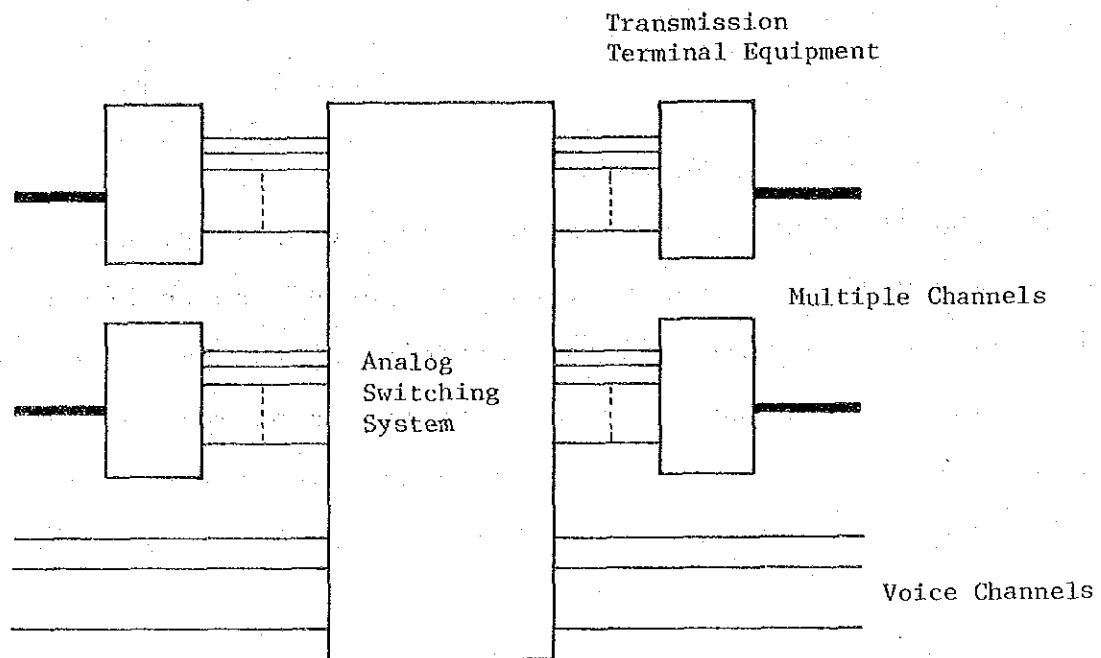 Transmission
Terminal Equipment
Multiple Channels
Analog
Switching
System
Voice Channels